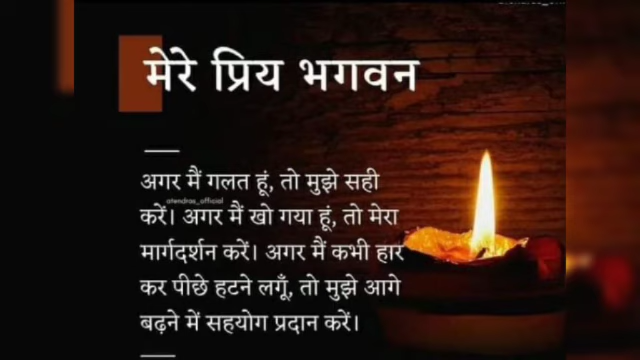 मेरे प्रिय भगवन
अगर मैं गलत हूं, तो मुझे सही
atendras_official
करें। अगर मैं खो गया हूं, तो मेरा
मार्गदर्शन करें। अगर मैं कभी हार
कर पीछे हटने लगूँ, तो मुझे आगे
बढ़ने में सहयोग प्रदान करें।